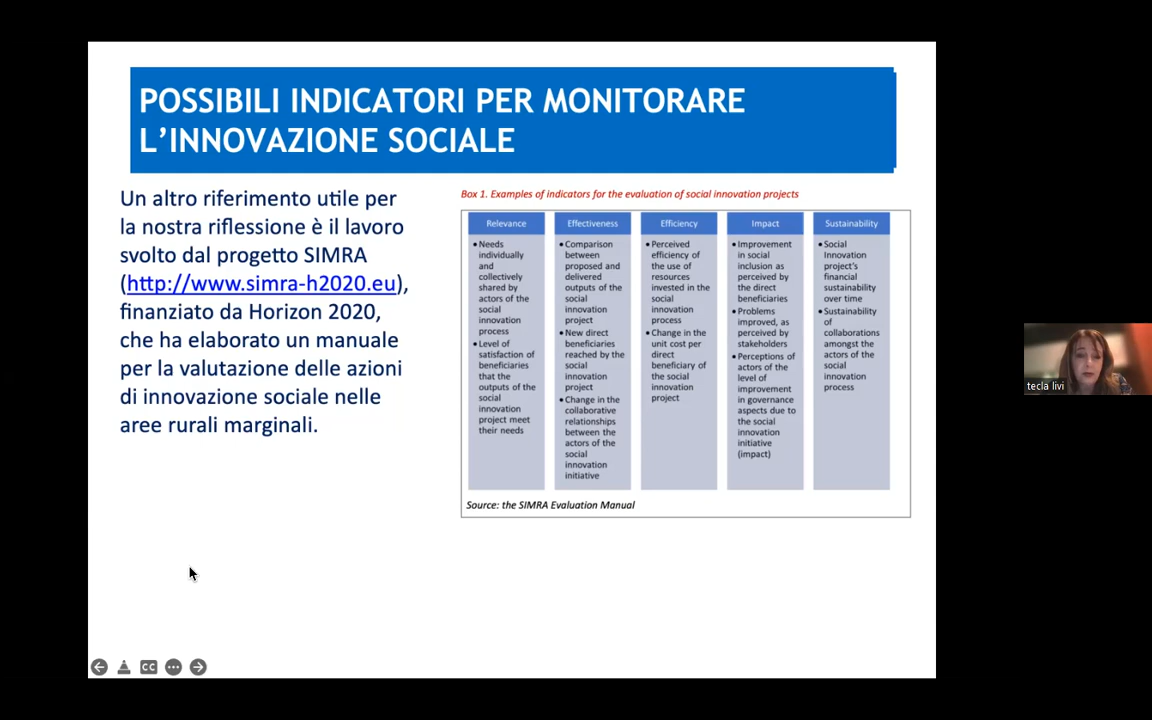 POSSIBILI INDICATORI PER MONITORARE
L'INNOVAZIONE SOCIALE
Un altro riferimento utile per
la nostra riflessione è il lavoro
svolto dal progetto SIMRA
(http://www.simra-h2020.eu),
finanziato da Horizon 2020,
che ha elaborato un manuale
per la valutazione delle azioni
di innovazione sociale nelle
aree rurali marginali.
Box 1. Examples of indicators for the evaluation of social innovation projects
Relevance
• Needs
individually
and
collectively
shared by
actors of the
social
innovation
process
• Level of
satisfaction of
beneficiaries
that the
outputs of the
social
innovation
project meet
their needs
Effectiveness
• Comparison
between
proposed and
delivered
outputs of the
social
innovation
project
• New direct
beneficiaries
reached by the
social
innovation
project
• Change in the
collaborative
relationships
between the
actors of the
social
innovation
initiative
Efficiency
• Perceived
efficiency of
the use of
resources
invested in the
social
innovation
process
• Change in the
unit cost per
direct
beneficiary of
the social
innovation
project
Impact
• Improvement
in social
inclusion as
perceived by
the direct
beneficiaries
• Problems
improved, as
perceived by
stakeholders
• Perceptions of
actors of the
level of
improvement
in governance
aspects due to
the social
innovation
initiative
(impact)
Sustainability
• Social
Innovation
project's
financial
sustainability
over time
• Sustainability
of
collaborations
amongst the
actors of the
social
innovation
process
Source: the SIMRA Evaluation Manual
tecla livi
CC